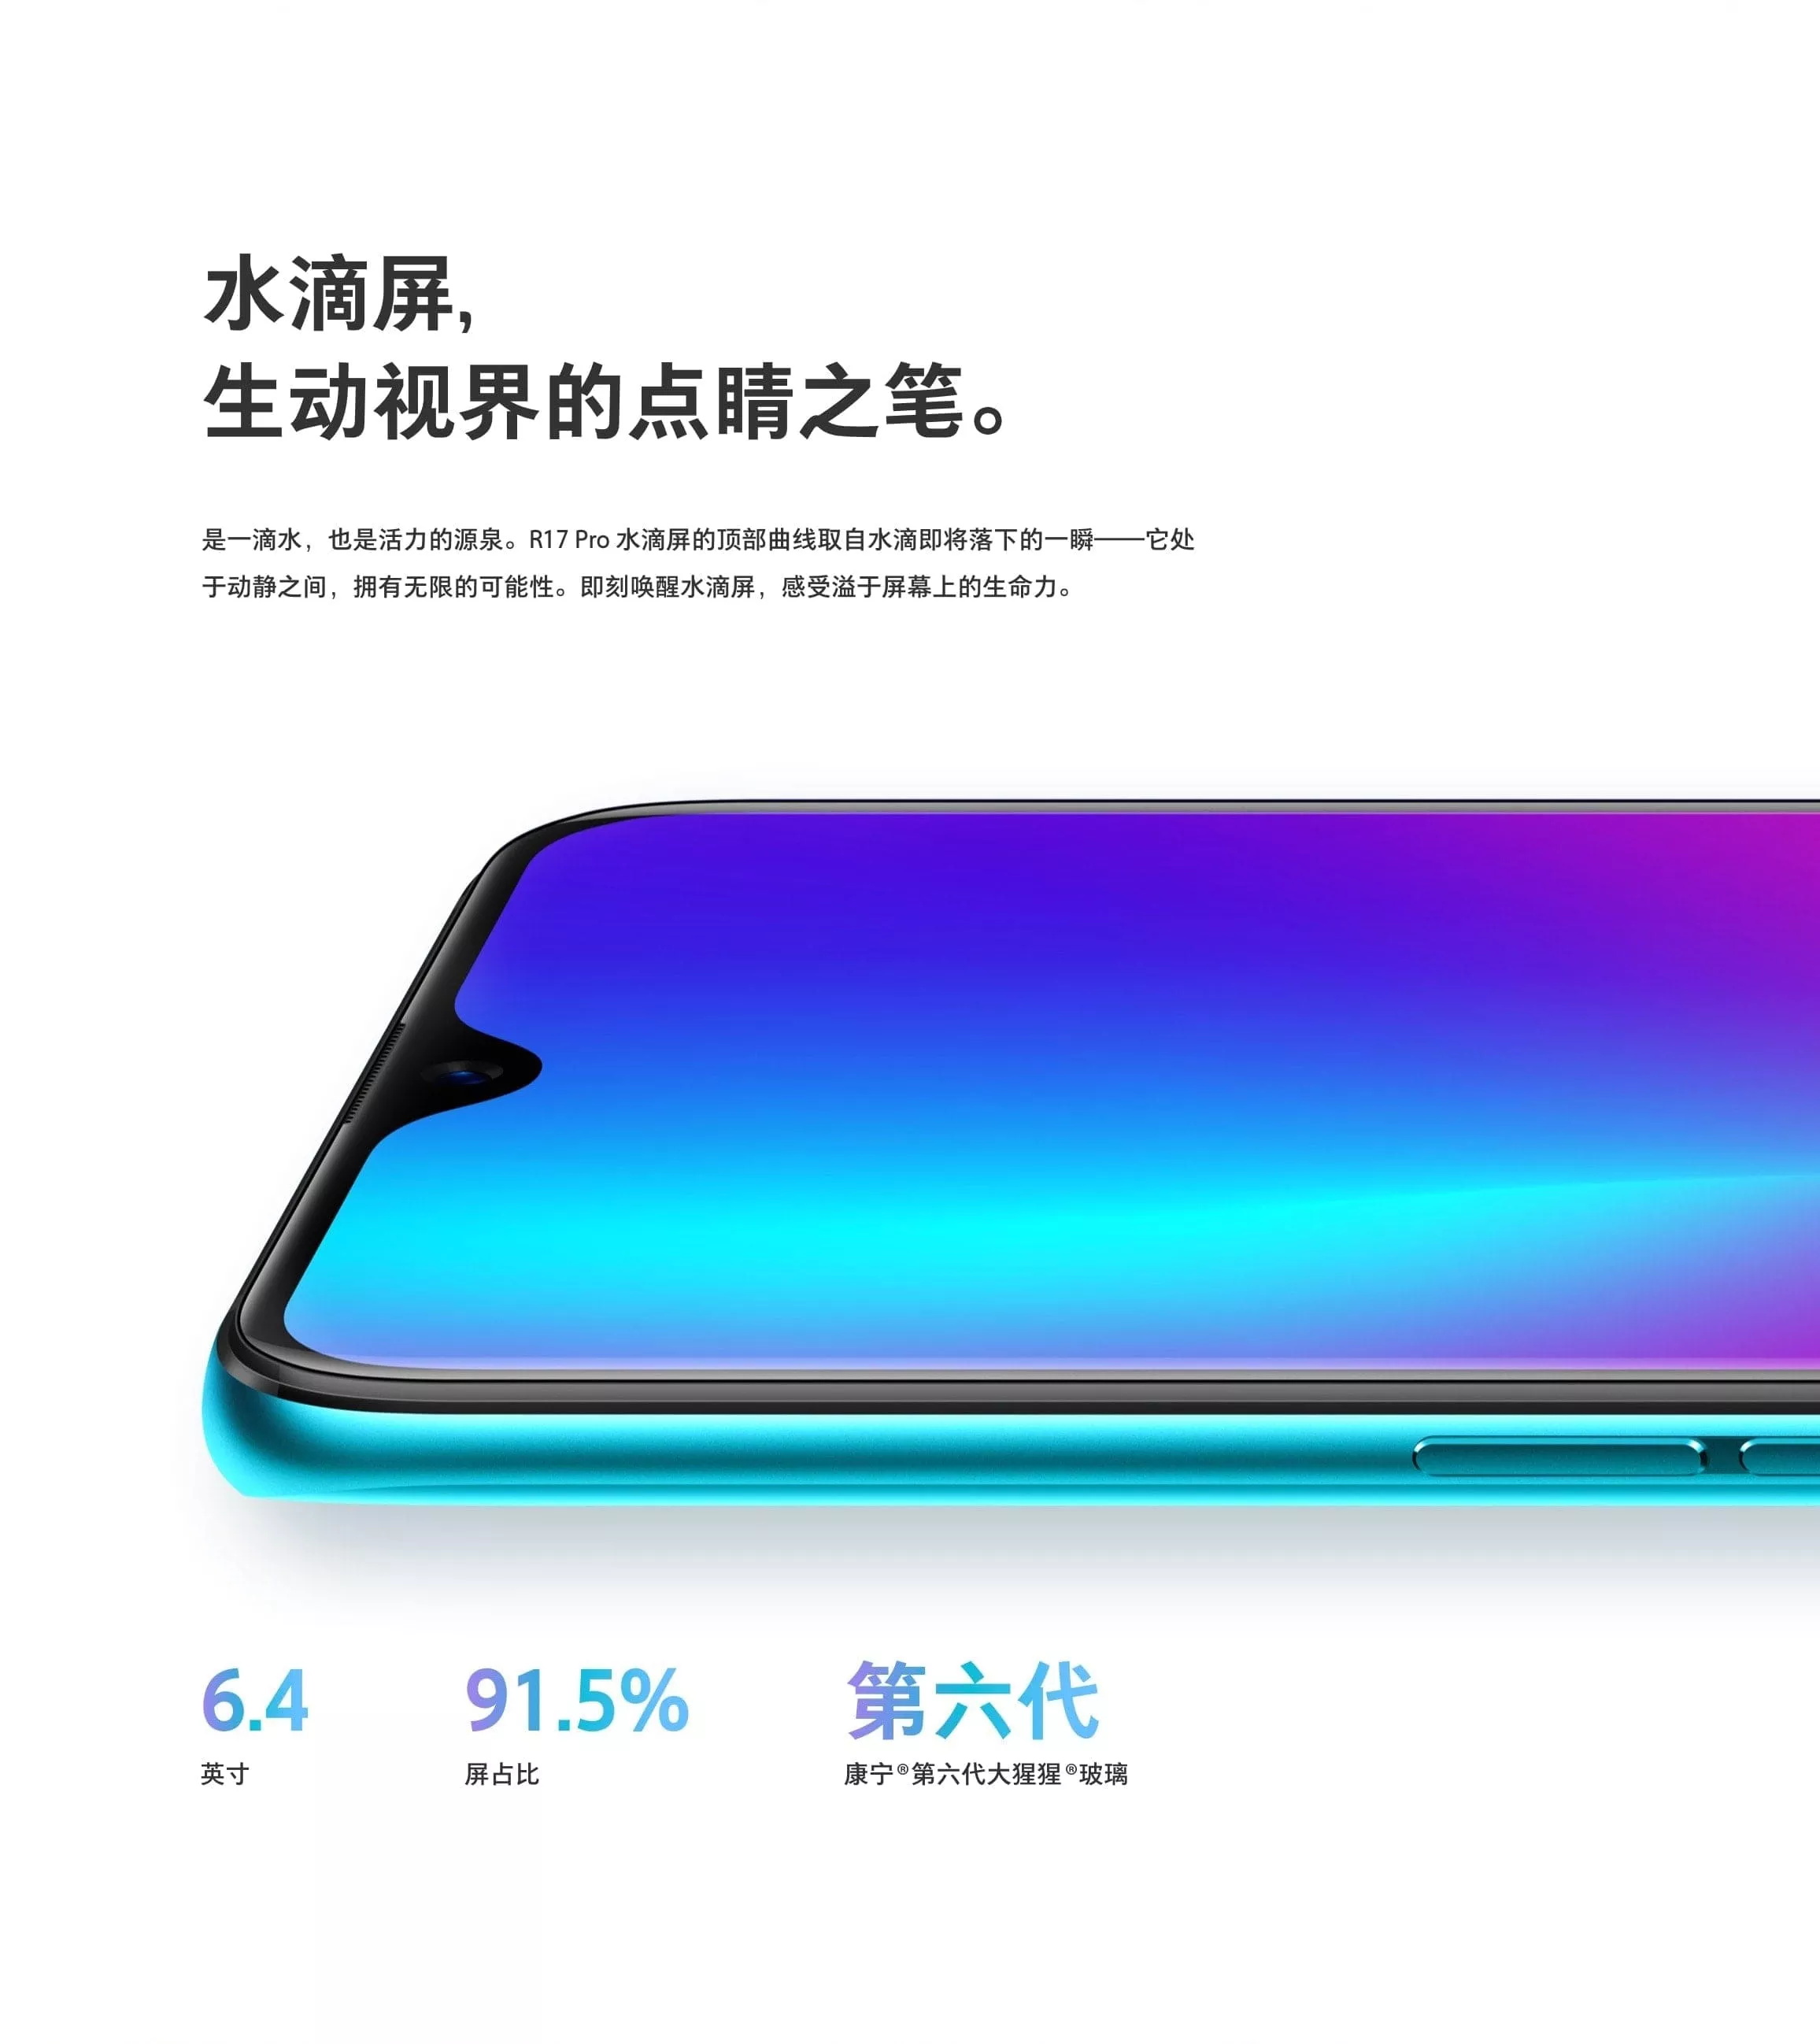 水滴屏,
生动视界的点睛之笔。
是一滴水，也是活力的源泉。R17 Pro 水滴屏的顶部曲线取自水滴即将落下的一瞬——它处
于动静之间，拥有无限的可能性。即刻唤醒水滴屏，感受溢于屏幕上的生命力。
6.4
英寸
91.5%
屏占比
第六代
康宁®第六代大猩猩®玻璃